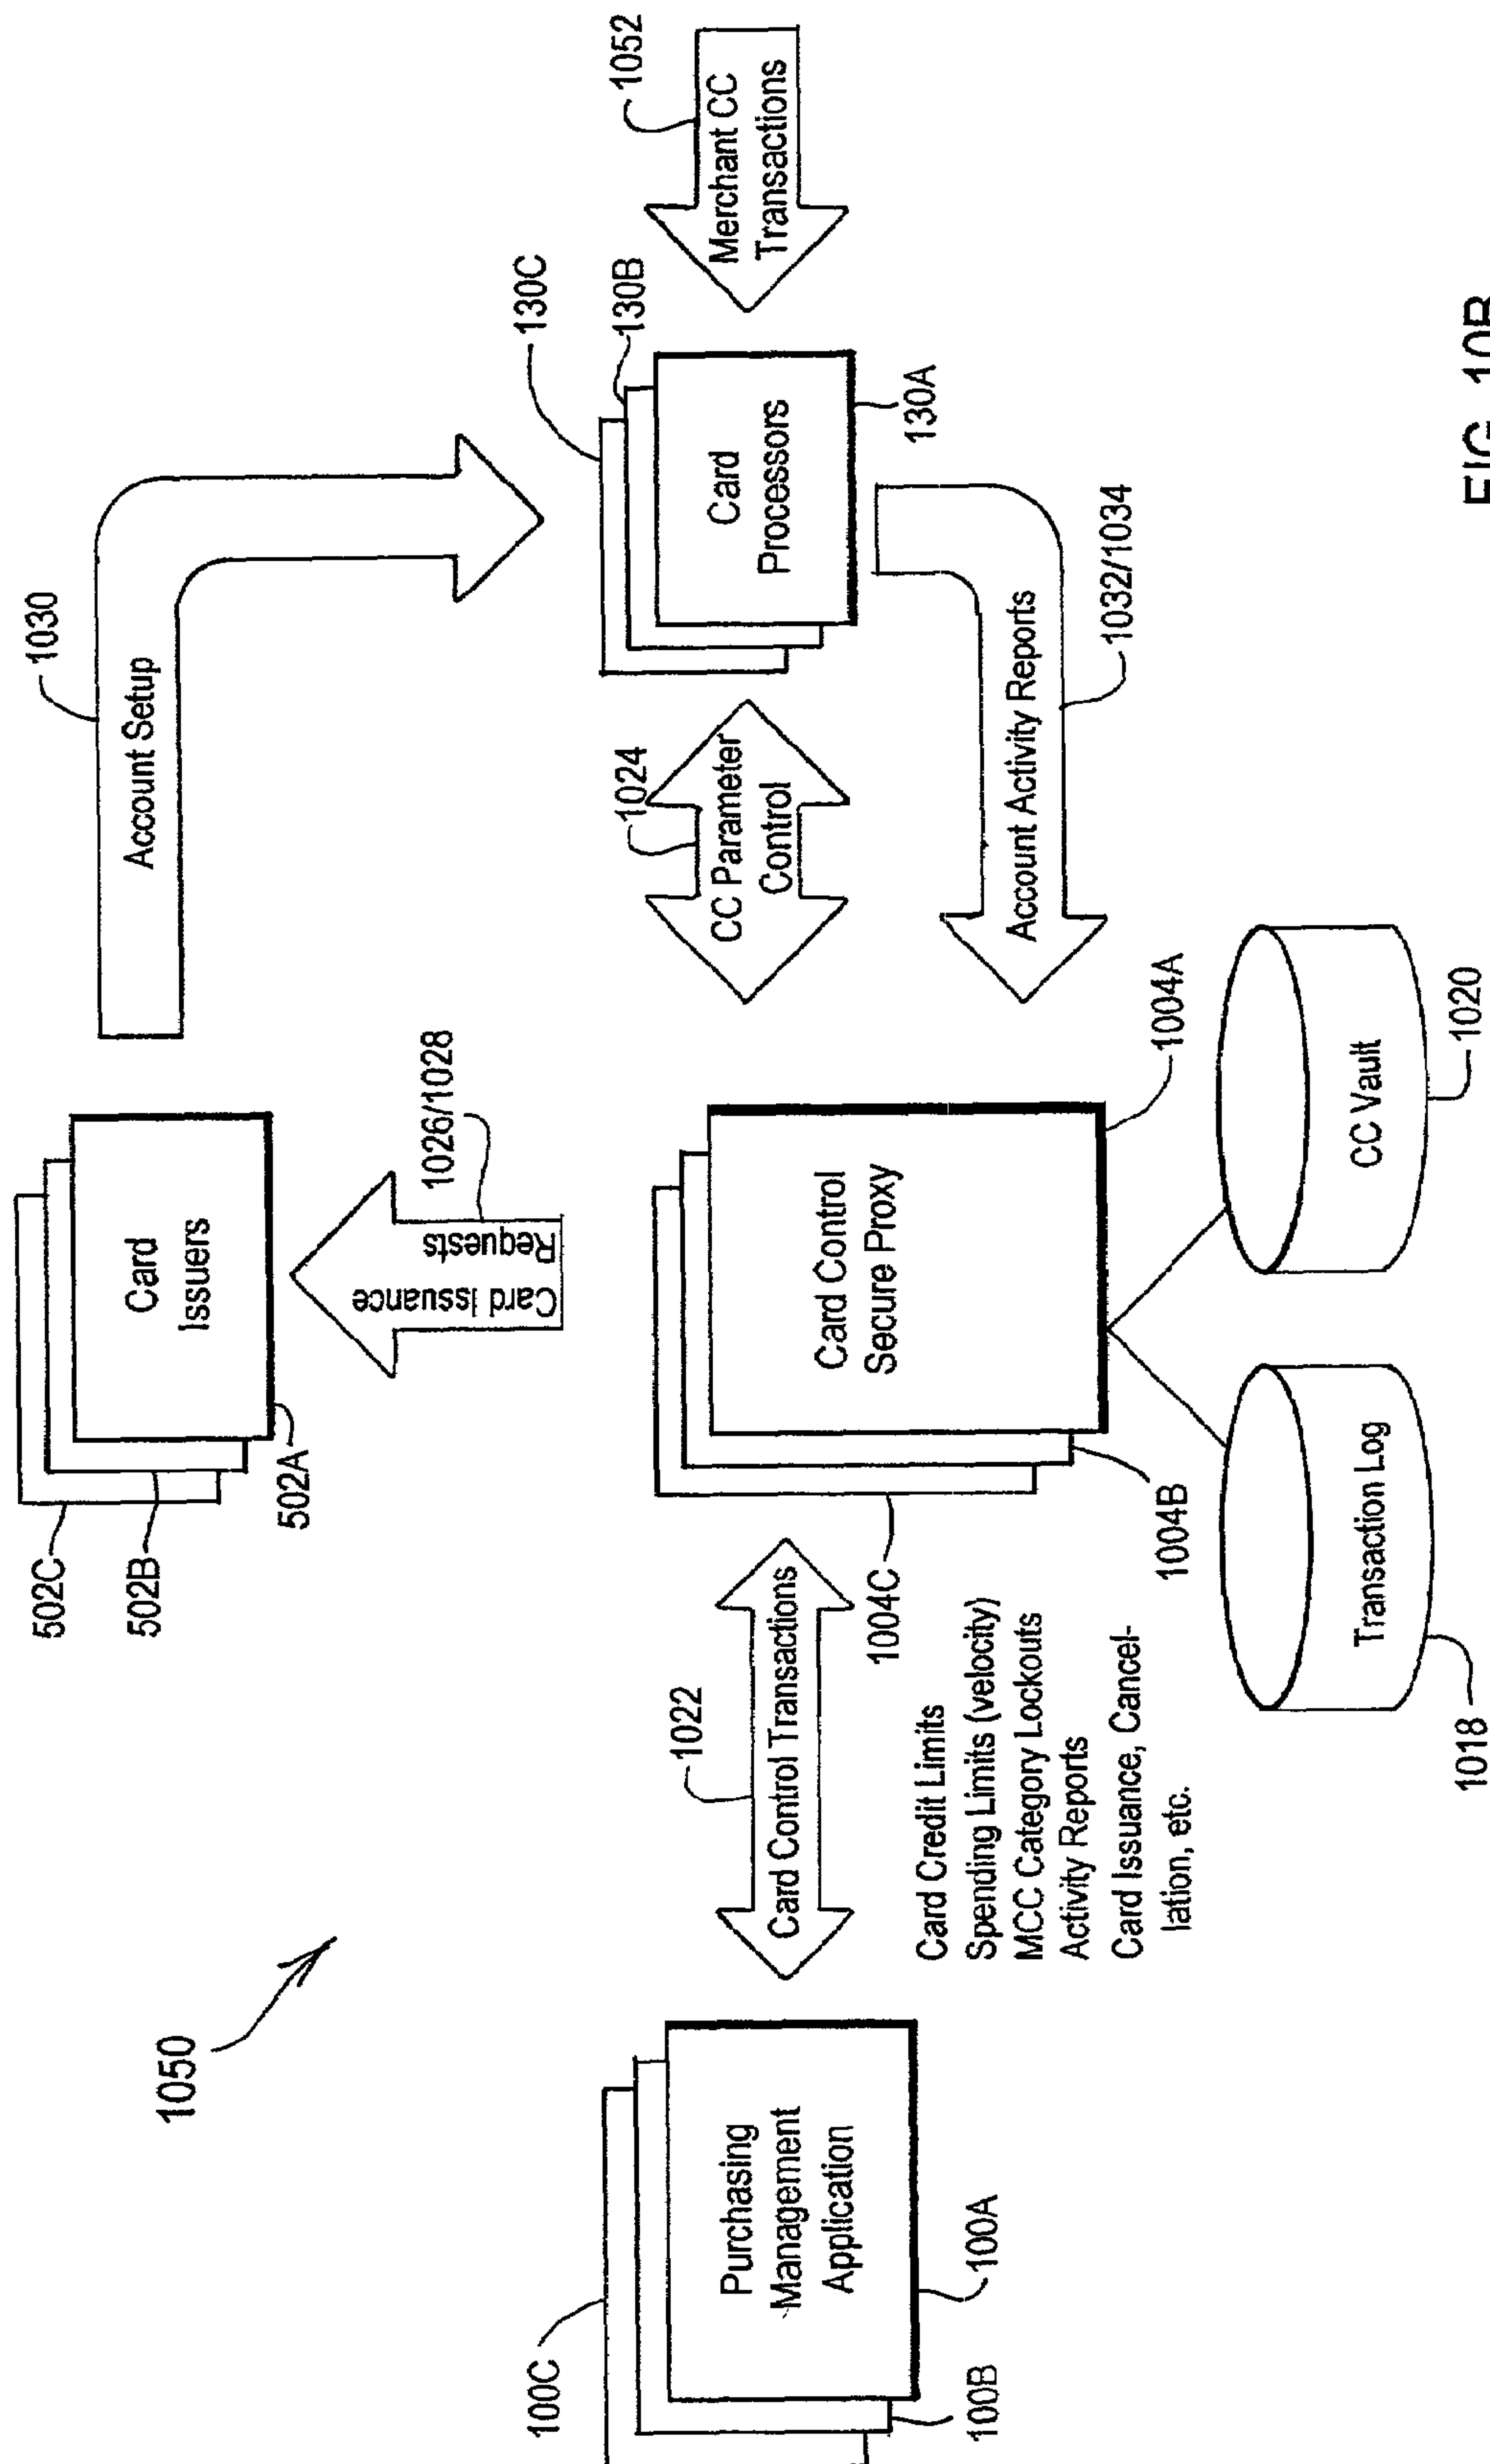 1050
502C
502B
502A
Card
Issuers
1030
Account Setup
Card Issuance
Requests
1026/1028
100C
100B
100A
Purchasing
Management
Application
1022
Card Control Transactions
Card Credit Limits
Spending Limits (velocity)
MCC Category Lockouts
Activity Reports
Card Issuance, Cancel-
lation, etc.
1004C
1004B
1004A
Card Control
Secure Proxy
1024
CC Parameter
Control
130C
130B
130A
Card
Processors
1052
Merchant CC
Transactions
Account Activity Reports
1032/1034
Transaction Log
1018
CC Vault
1020
FIG. 10B